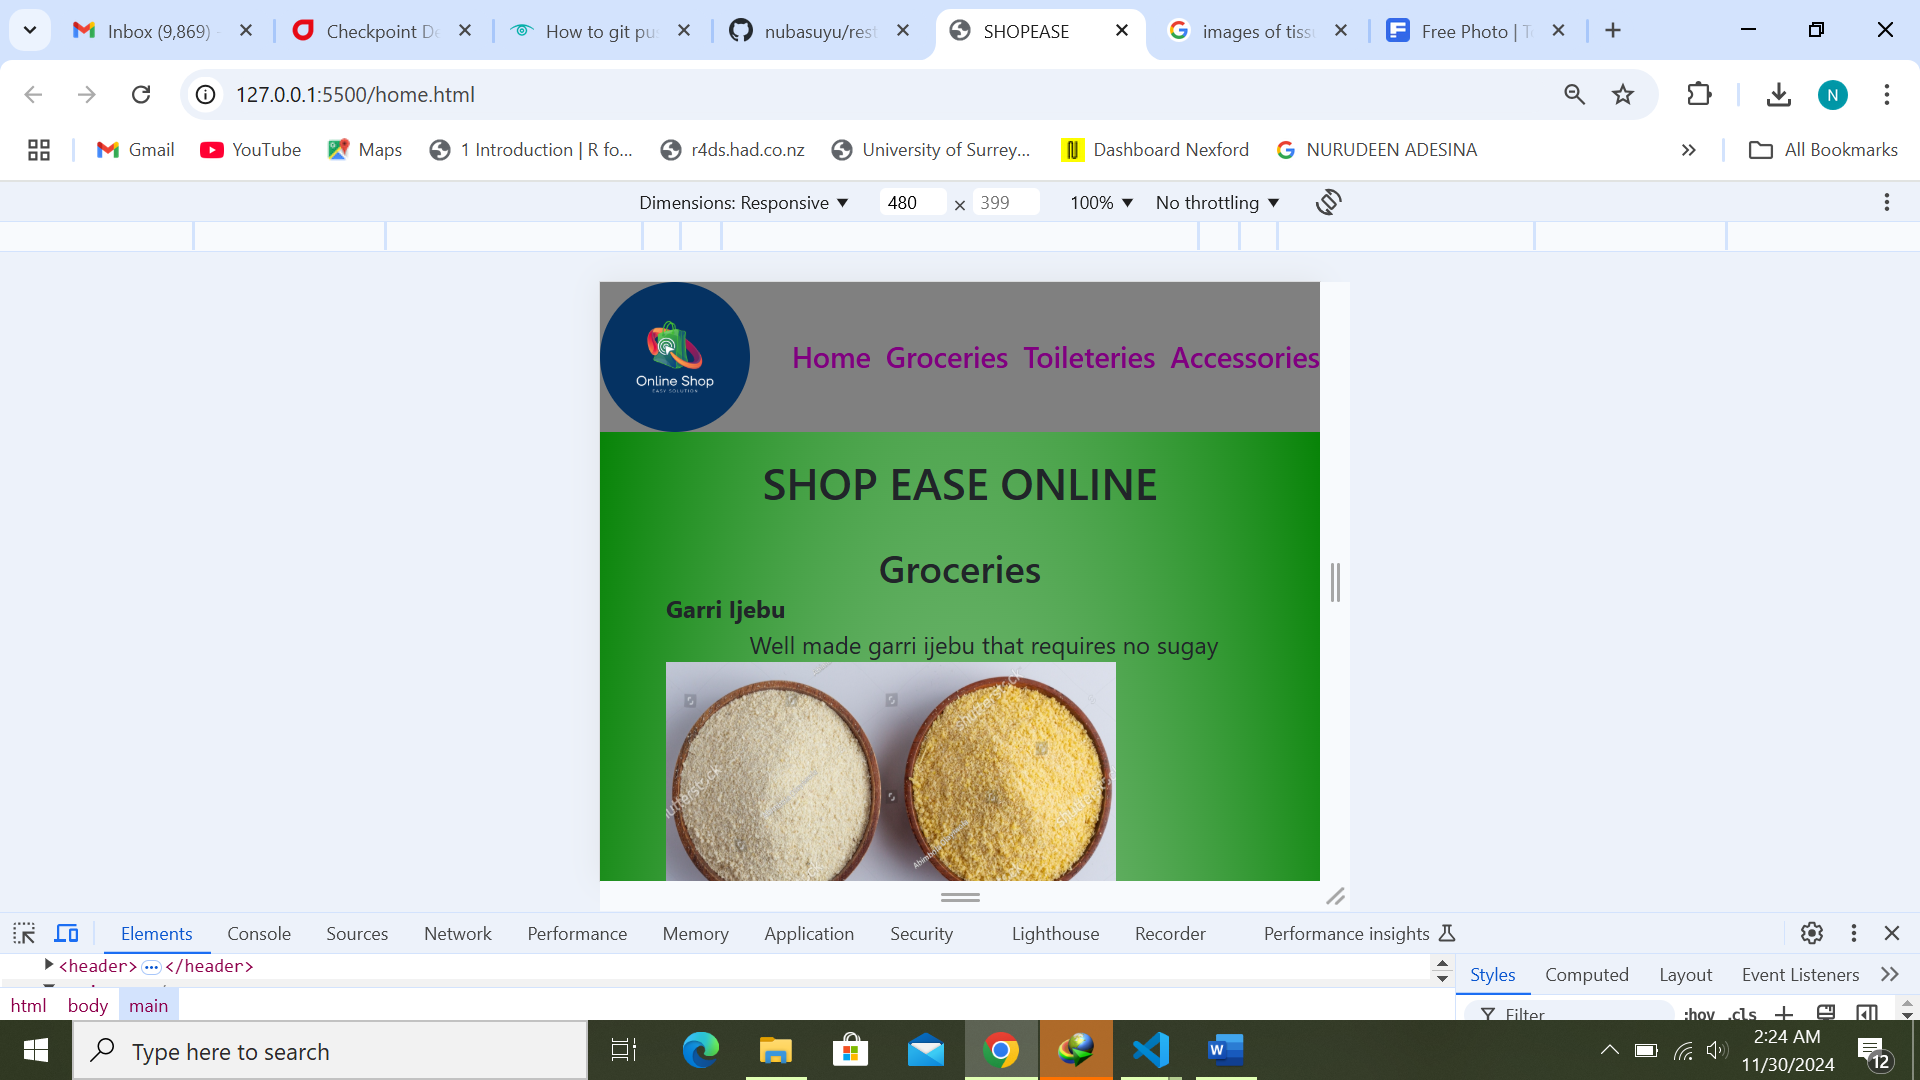 Inbox (9,869)
Checkpoint De
How to git pu
nubasuyu/rest
SHOPEASE
images of tiss
Free Photo | T
127.0.0.1:5500/home.html
N
Gmail
YouTube
Maps
1 Introduction | R fo...
r4ds.had.co.nz
University of Surrey...
Dashboard Nexford
NURUDEEN ADESINA
All Bookmarks
Dimensions: Responsive
480 × 399
100%
No throttling
Online Shop
EASY SOLUTION
Home Groceries Toileteries Accessories
SHOP EASE ONLINE
Groceries
Garri Ijebu
Well made garri ijebu that requires no sugay
Elements
Console
Sources
Network
Performance
Memory
Application
Security
Lighthouse
Recorder
Performance insights
<header> ... </header>
Styles
Computed
Layout
Event Listeners
html body main
Filter
:hov .cls
Type here to search
2:24 AM
11/30/2024
12